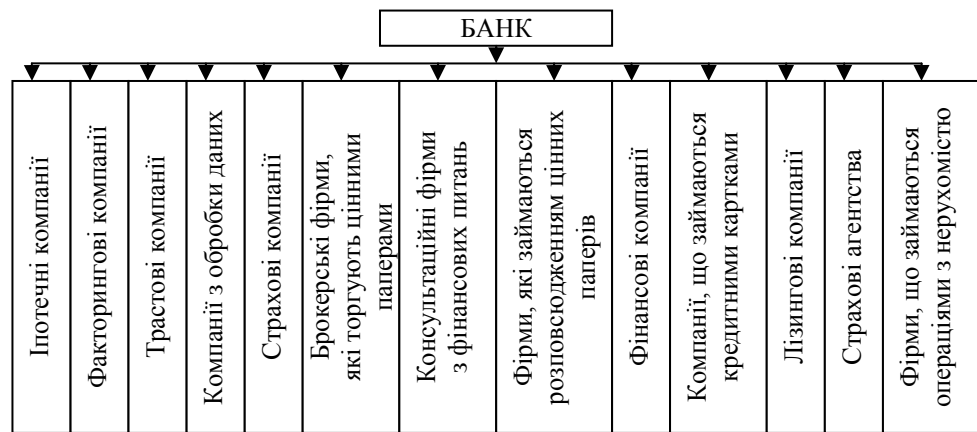 БАНК
Іпотечні компанії
Факторингові компанії
Трастові компанії
Компанії з обробки даних
Страхові компанії
Брокерські фірми,
які торгують цінними
паперами
Консультаційні фірми
з фінансових питань
Фірми, які займаються
розповсюдженням цінних
паперів
Фінансові компанії
Компанії, що займаються
кредитними картками
Лізингові компанії
Страхові агентства
Фірми, що займаються
операціями з нерухомістю